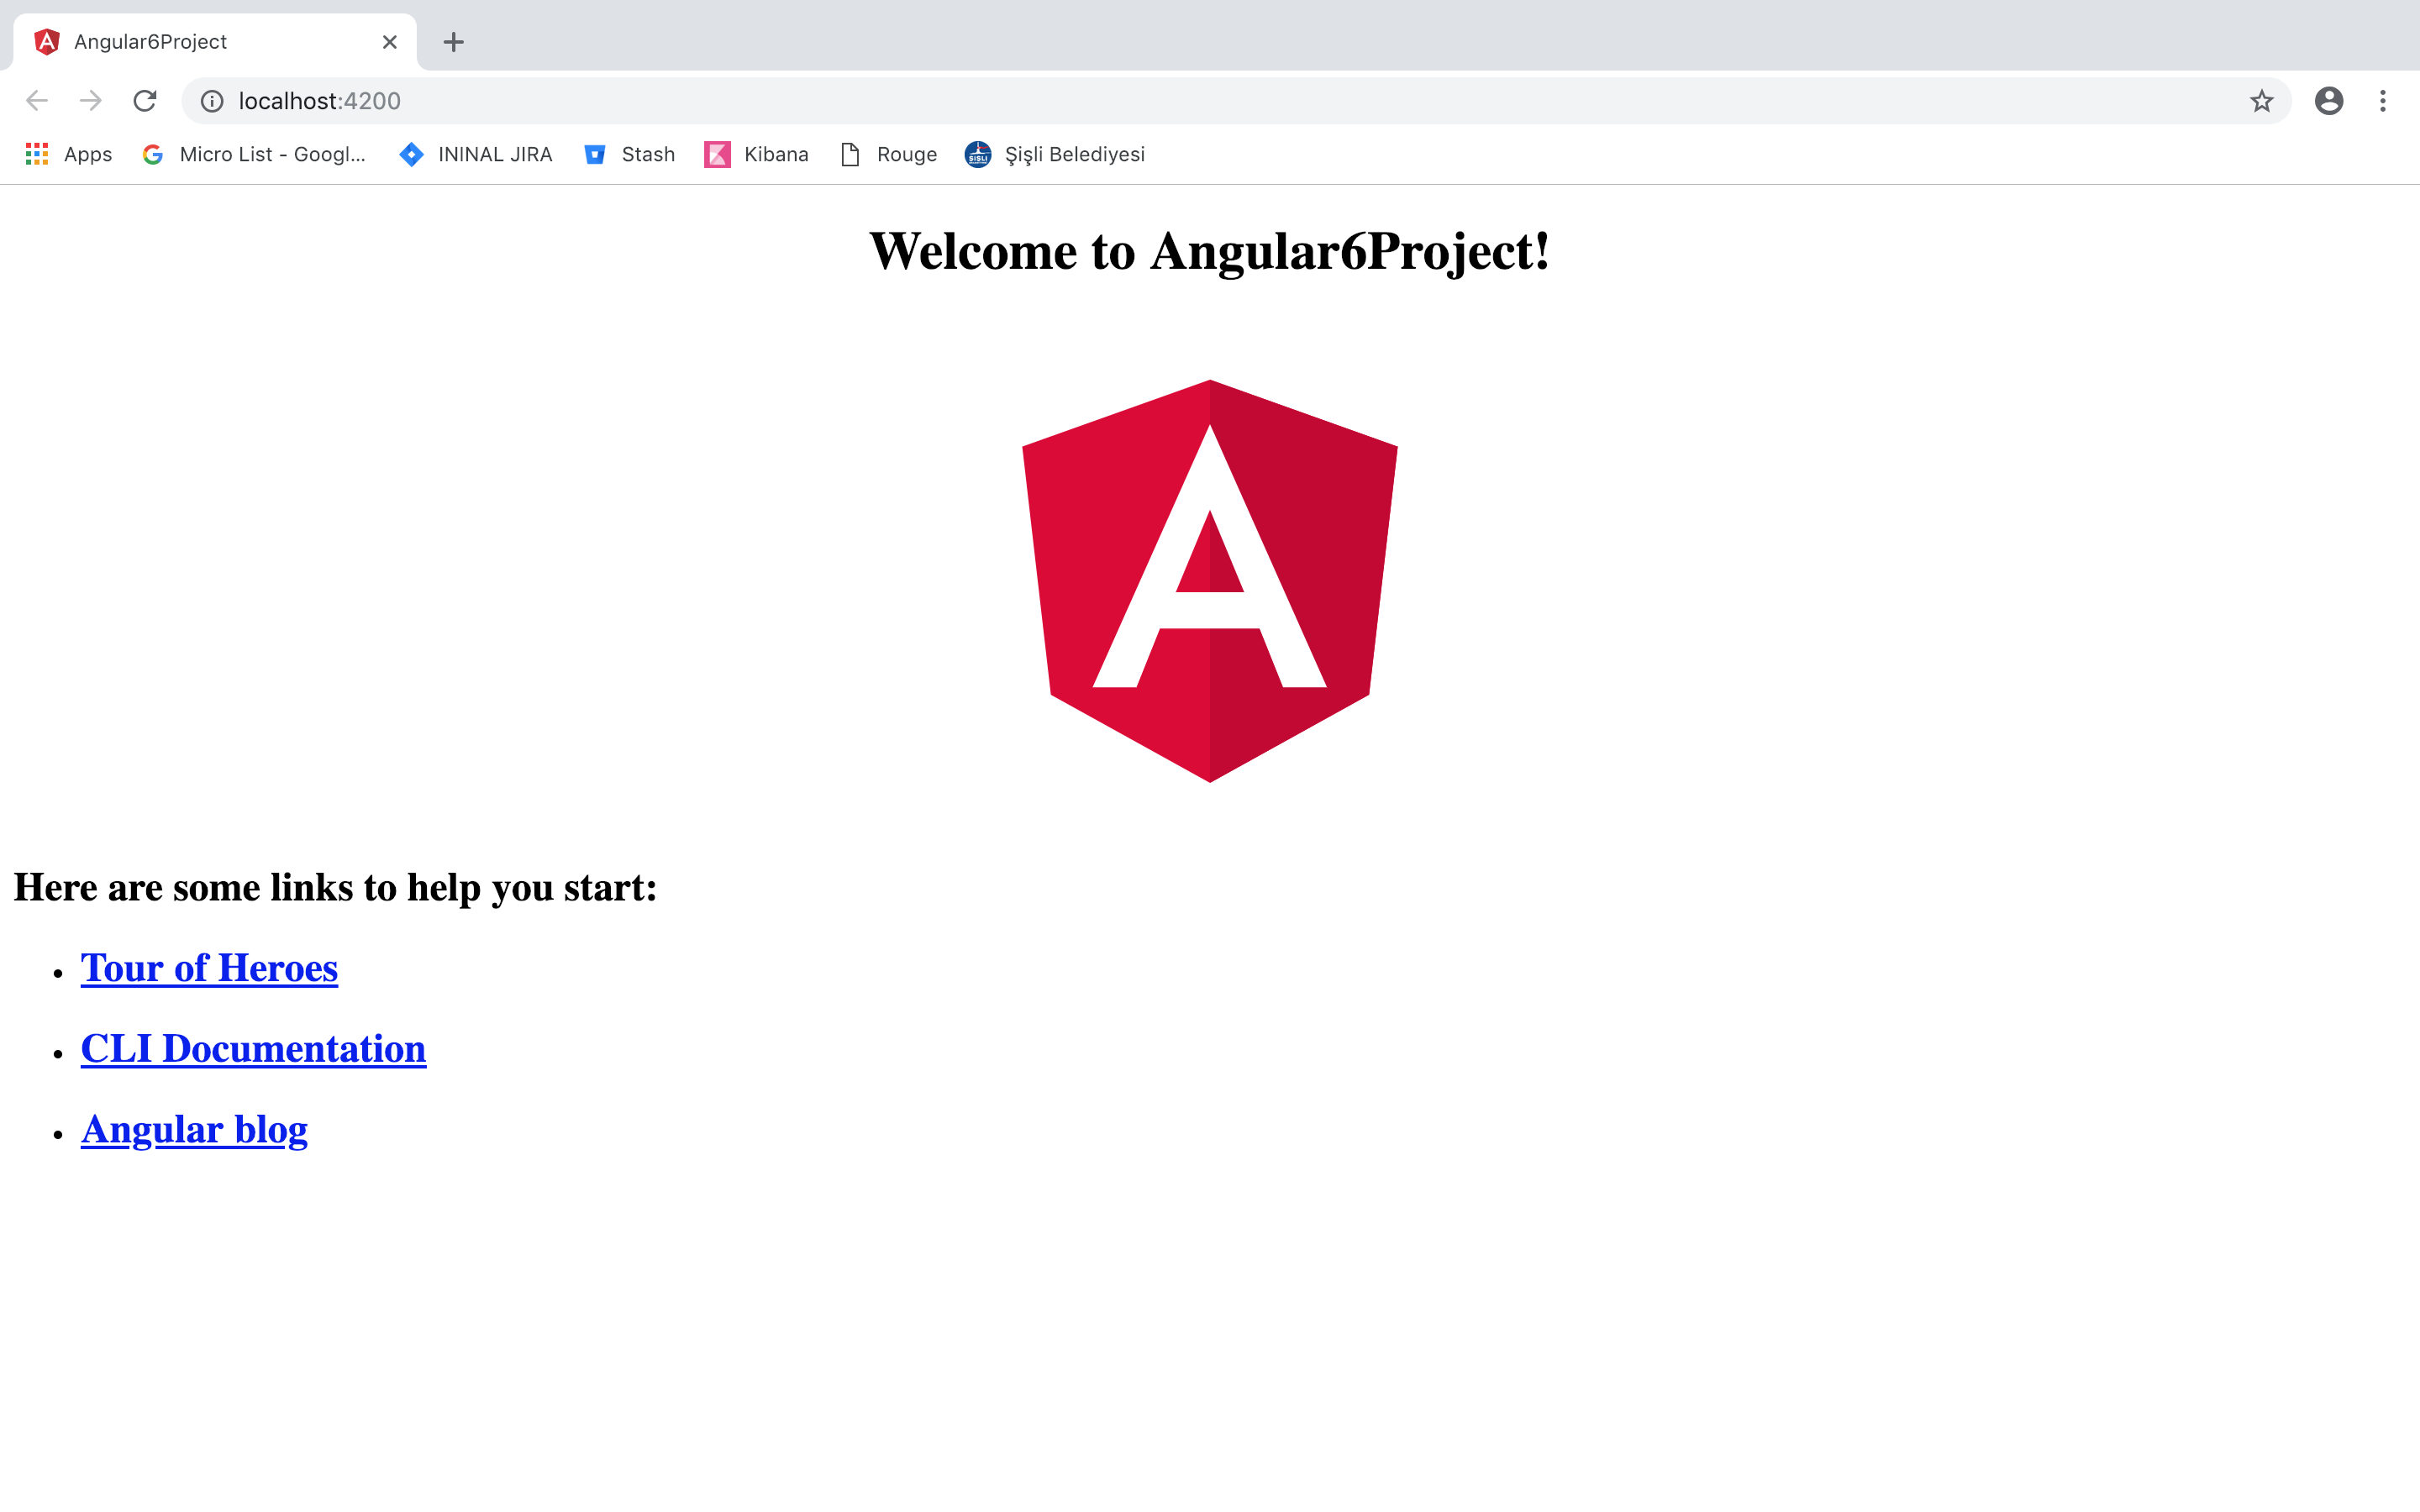 Angular6Project
localhost:4200
Apps Micro List - Googl... ININAL JIRA Stash Kibana Rouge Şişli Belediyesi
Welcome to Angular6Project!
A
Here are some links to help you start:
Tour of Heroes
CLI Documentation
Angular blog